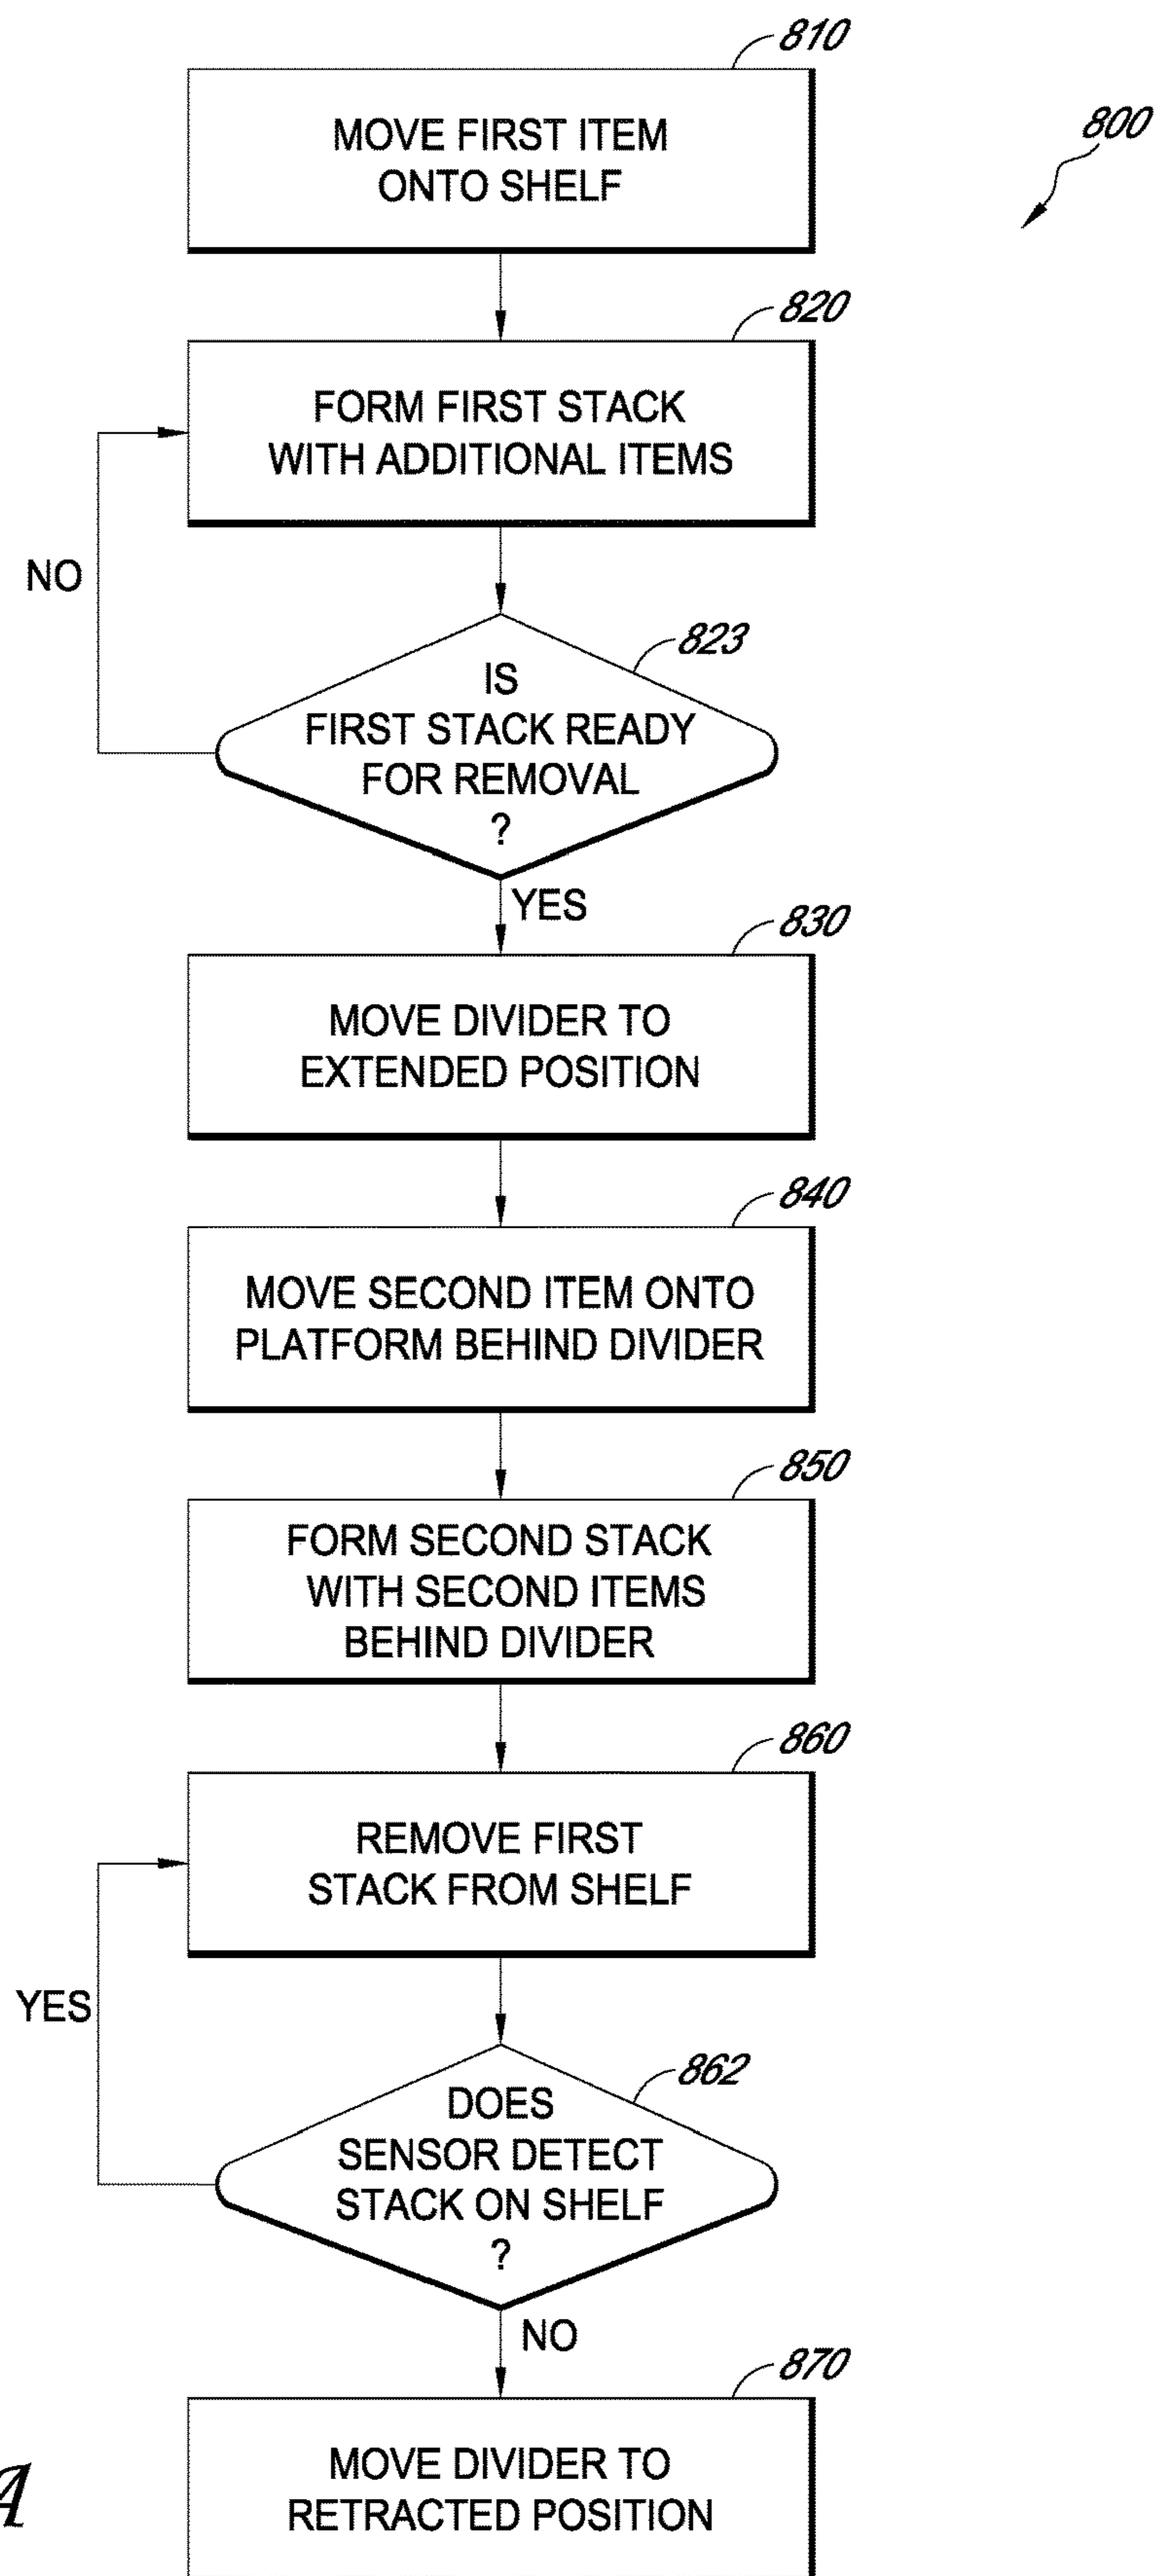 810
MOVE FIRST ITEM
ONTO SHELF
800
820
FORM FIRST STACK
WITH ADDITIONAL ITEMS
NO
823
IS
FIRST STACK READY
FOR REMOVAL
?
YES
830
MOVE DIVIDER TO
EXTENDED POSITION
840
MOVE SECOND ITEM ONTO
PLATFORM BEHIND DIVIDER
850
FORM SECOND STACK
WITH SECOND ITEMS
BEHIND DIVIDER
860
REMOVE FIRST
STACK FROM SHELF
YES
862
DOES
SENSOR DETECT
STACK ON SHELF
?
NO
870
MOVE DIVIDER TO
RETRACTED POSITION
A